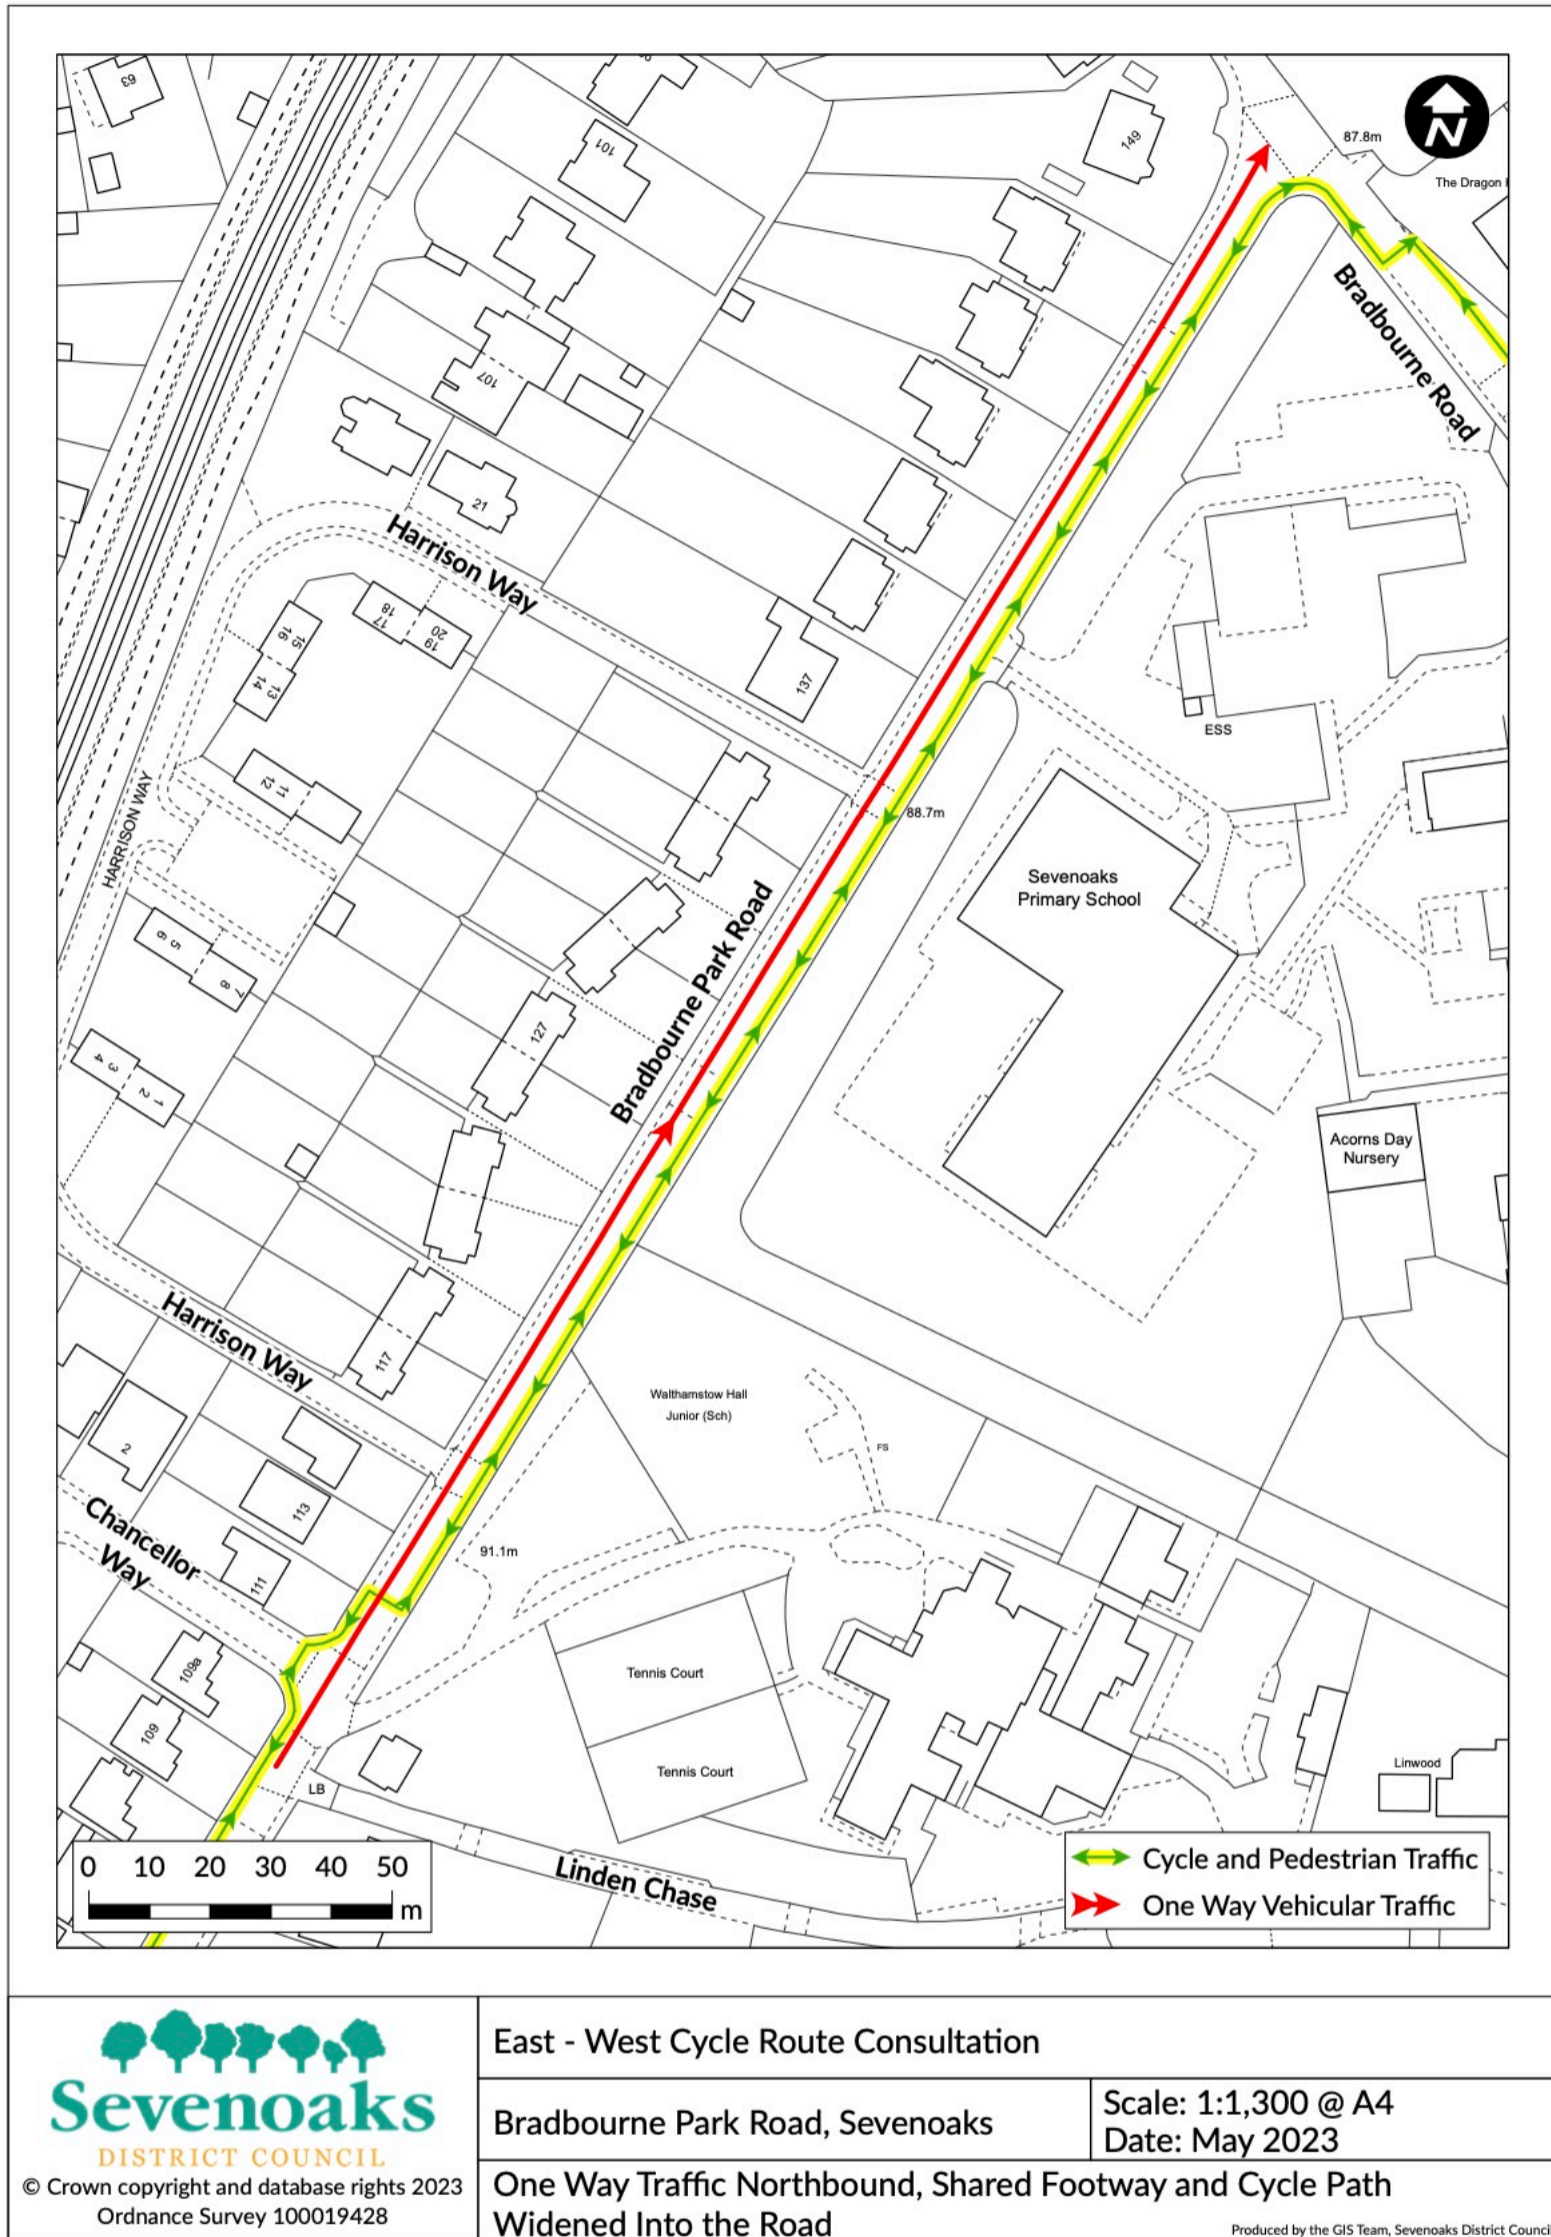 63
101
149
87.8m
N
The Dragon
Bradbourne Road
107
21
Harrison Way
18
17
20
19
16
15
14
13
137
ESS
12
11
HARRISON WAY
88.7m
Sevenoaks
Primary School
Bradbourne Park Road
6
5
8
7
127
4
3
2
1
Acorns Day
Nursery
Harrison Way
117
Walthamstow Hall
Junior (Sch)
FS
2
113
Chancellor
Way
111
91.1m
109a
109
Tennis Court
Tennis Court
LB
Linwood
Linden Chase
0 10 20 30 40 50
m
Cycle and Pedestrian Traffic
One Way Vehicular Traffic
Sevenoaks
DISTRICT COUNCIL
© Crown copyright and database rights 2023
Ordnance Survey 100019428
East - West Cycle Route Consultation
Bradbourne Park Road, Sevenoaks
Scale: 1:1,300 @ A4
Date: May 2023
One Way Traffic Northbound, Shared Footway and Cycle Path
Widened Into the Road
Produced by the GIS Team, Sevenoaks District Council